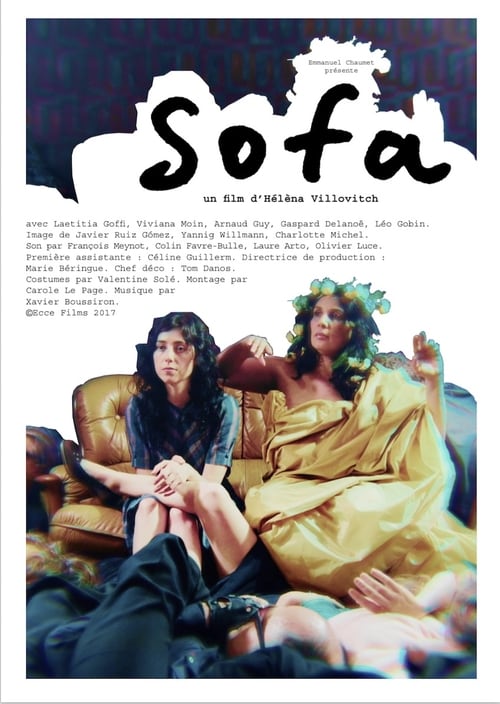 Emmanuel Chaumet
présente
Sofa
un film d'Hélèna Villovitch
avec Laetitia Goffi, Viviana Moin, Arnaud Guy, Gaspard Delanoë, Léo Gobin.
Image de Javier Ruiz Gómez, Yannig Willmann, Charlotte Michel.
Son par François Meynot, Colin Favre-Bulle, Laure Arto, Olivier Luce.
Première assistante : Céline Guillerm. Directrice de production :
Marie Béringue. Chef déco : Tom Danos.
Costumes par Valentine Solé. Montage par
Carole Le Page. Musique par
Xavier Boussiron.
©Ecce Films 2017